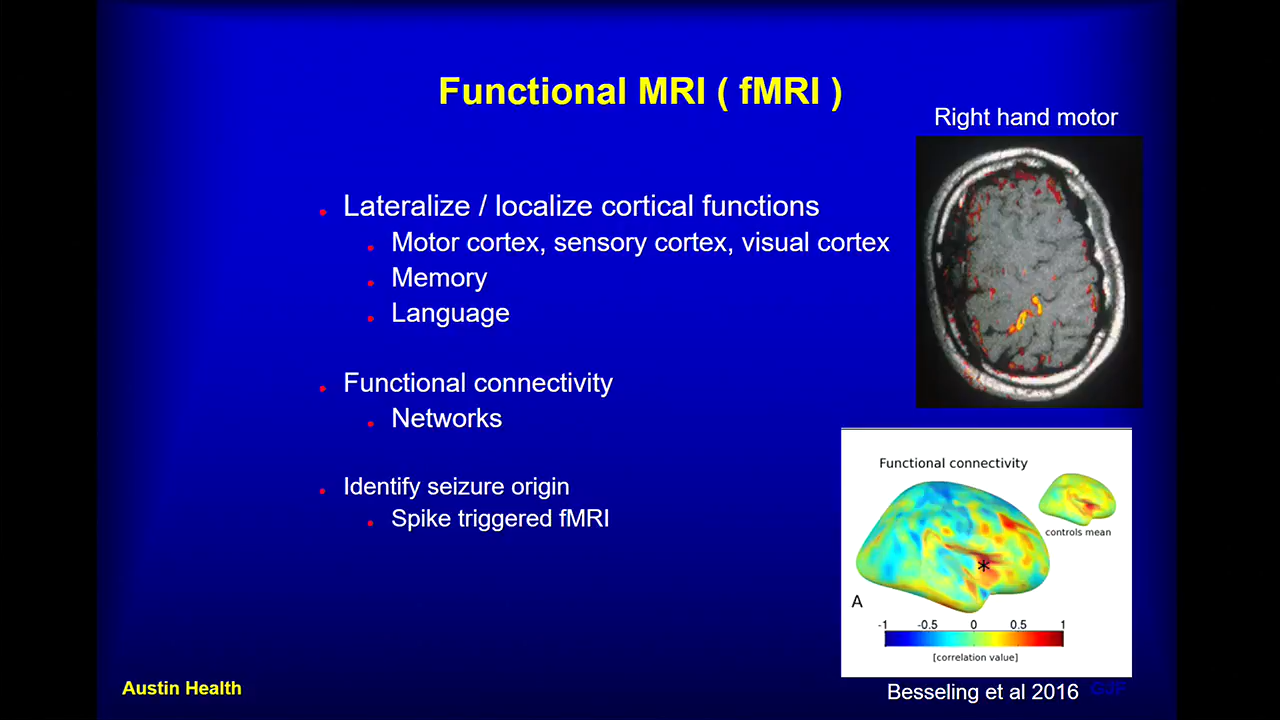 Functional MRI ( fMRI )
Right hand motor
Lateralize / localize cortical functions
Motor cortex, sensory cortex, visual cortex
Memory
Language
Functional connectivity
Networks
Identify seizure origin
Spike triggered fMRI
Functional connectivity
controls mean
*
A
-1 -0.5 0 0.5 1
[correlation value]
Austin Health
Besseling et al 2016
GJF